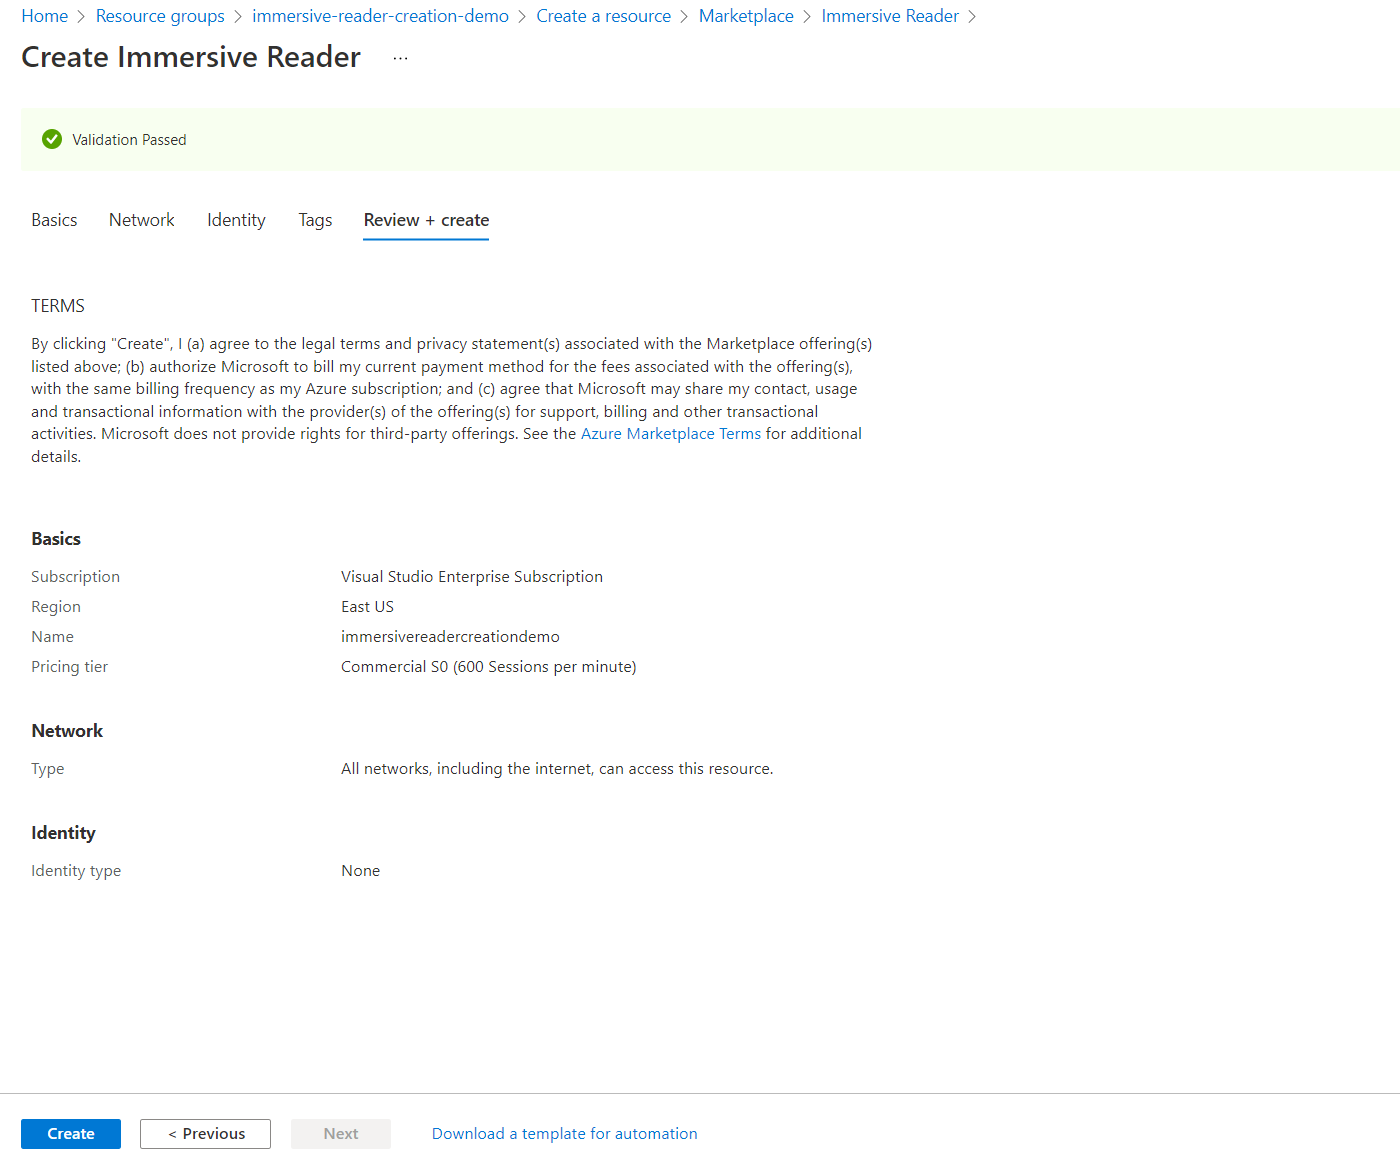 Home > Resource groups > immersive-reader-creation-demo > Create a resource > Marketplace > Immersive Reader >
Create Immersive Reader ...
Validation Passed
Basics Network Identity Tags Review + create
TERMS
By clicking "Create", I (a) agree to the legal terms and privacy statement(s) associated with the Marketplace offering(s)
listed above; (b) authorize Microsoft to bill my current payment method for the fees associated with the offering(s),
with the same billing frequency as my Azure subscription; and (c) agree that Microsoft may share my contact, usage
and transactional information with the provider(s) of the offering(s) for support, billing and other transactional
activities. Microsoft does not provide rights for third-party offerings. See the Azure Marketplace Terms for additional
details.
Basics
Subscription Visual Studio Enterprise Subscription
Region East US
Name immersivereadercreationdemo
Pricing tier Commercial S0 (600 Sessions per minute)
Network
Type All networks, including the internet, can access this resource.
Identity
Identity type None
Create < Previous Next Download a template for automation